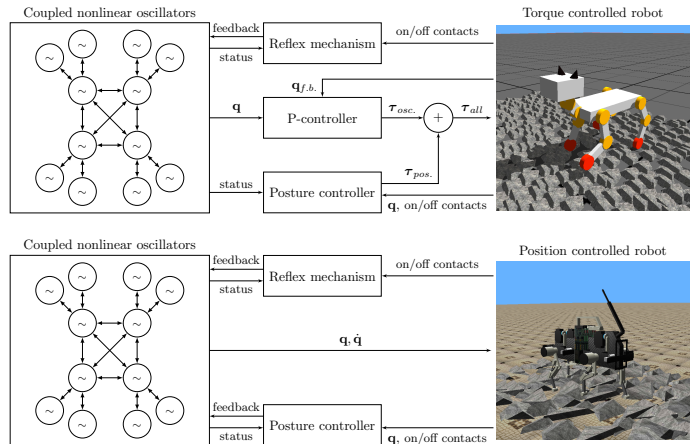 Coupled nonlinear oscillators
Torque controlled robot
feedback
status
Reflex mechanism
on/off contacts
q_{f.b.}
q
P-controller
τ_{osc.}
+
τ_{all}
τ_{pos.}
status
Posture controller
q, on/off contacts
∼ ∼ ∼ ∼
∼ ∼
∼ ∼
∼ ∼ ∼ ∼
Coupled nonlinear oscillators
Position controlled robot
feedback
status
Reflex mechanism
on/off contacts
q, q̇
feedback
status
Posture controller
q, on/off contacts
∼ ∼ ∼ ∼
∼ ∼
∼ ∼
∼ ∼ ∼ ∼